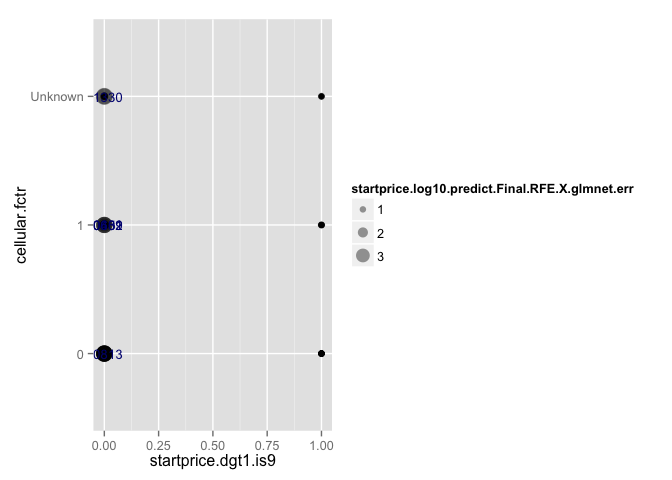 cellular.fctr
Unknown
1
0
0.00 0.25 0.50 0.75 1.00
startprice.dgt1.is9
startprice.log10.predict.Final.RFE.X.glmnet.err
1
2
3